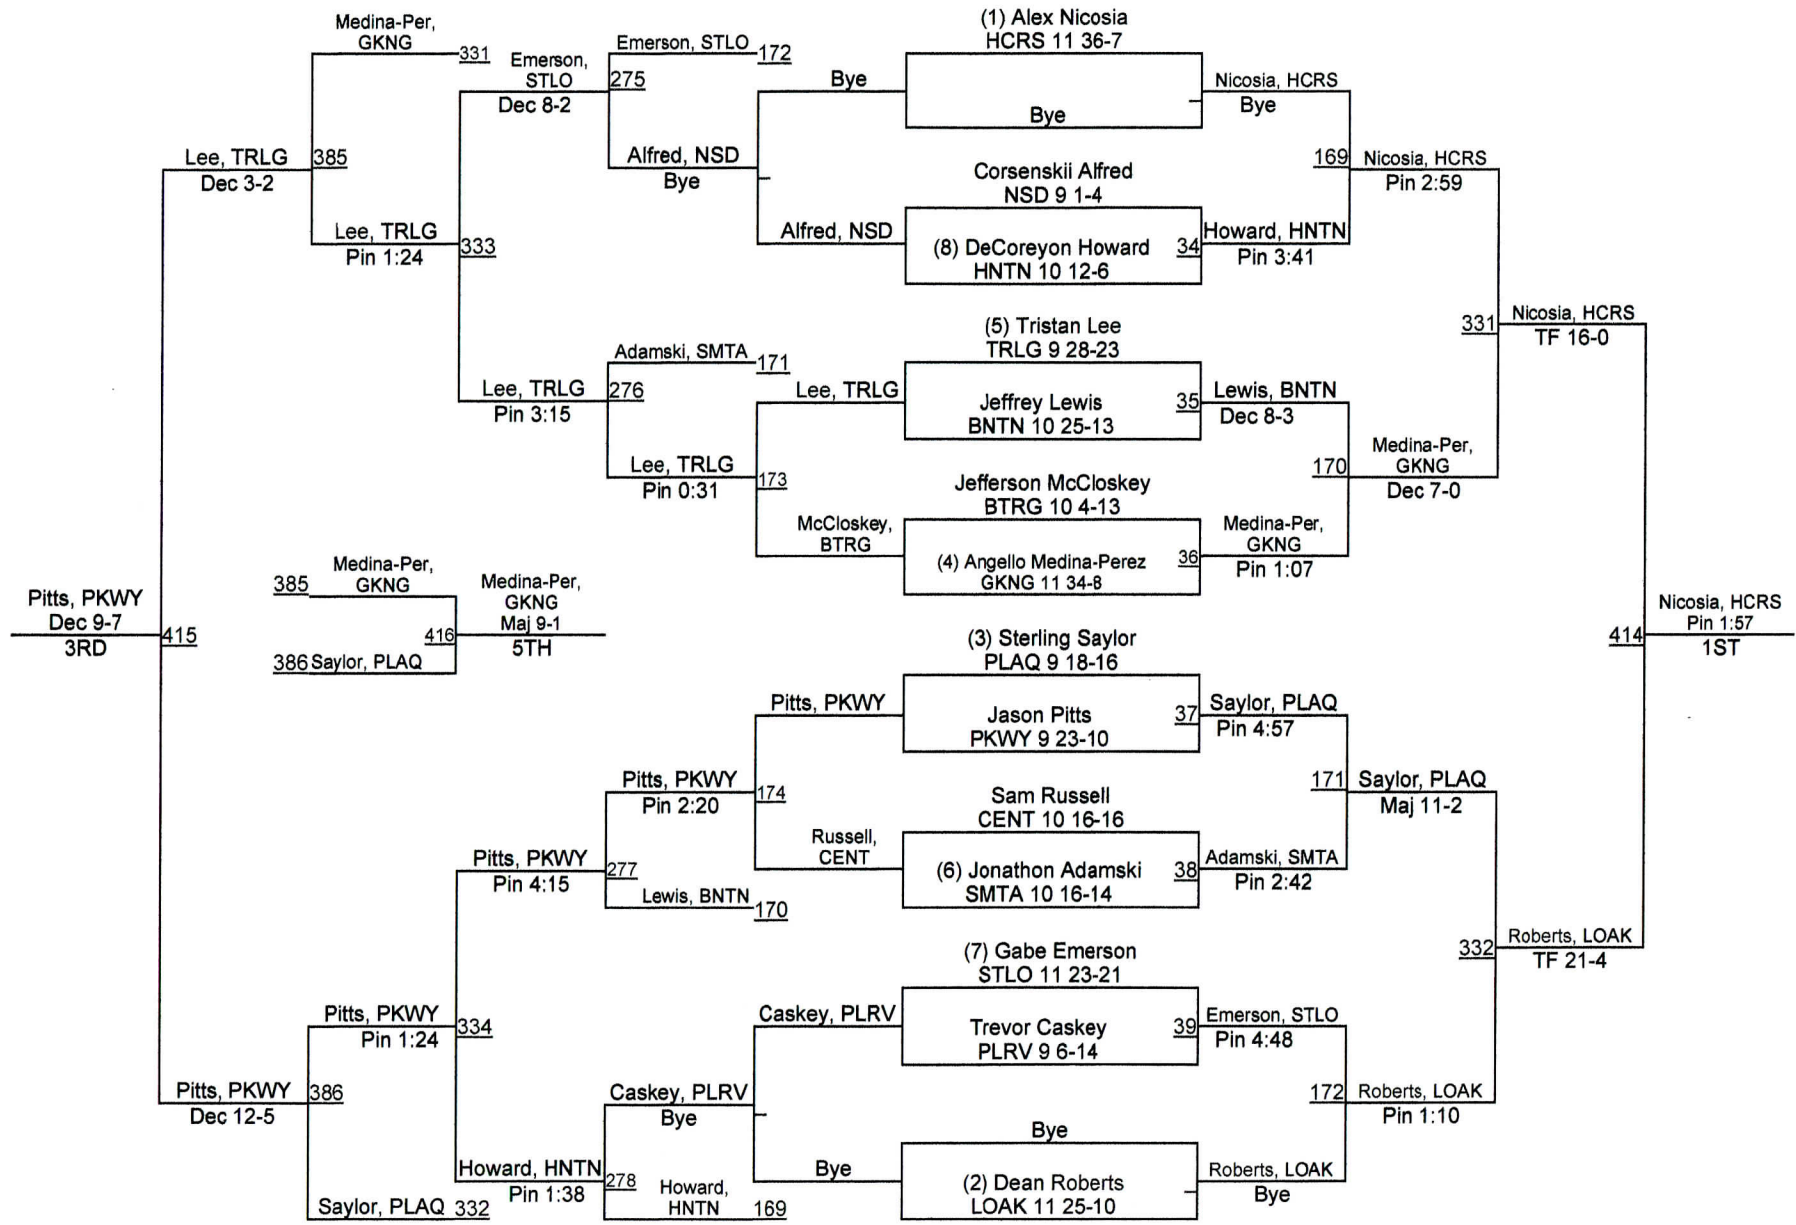 Medina-Per,
GKNG
331
Lee, TRLG
Dec 3-2
385
Lee, TRLG
Pin 1:24
333
Emerson,
STLO
Dec 8-2
Emerson, STLO
172
275
Alfred, NSD
Bye
Bye
Alfred, NSD
(1) Alex Nicosia
HCRS 11 36-7
Bye
Nicosia, HCRS
Bye
Corsenskii Alfred
NSD 9 1-4
(8) DeCoreyon Howard
HNTN 10 12-6
34
Howard, HNTN
Pin 3:41
169
Nicosia, HCRS
Pin 2:59
Lee, TRLG
Pin 3:15
Adamski, SMTA
171
276
Lee, TRLG
Pin 0:31
173
Lee, TRLG
McCloskey,
BTRG
(5) Tristan Lee
TRLG 9 28-23
Jeffrey Lewis
BNTN 10 25-13
35
Lewis, BNTN
Dec 8-3
Jefferson McCloskey
BTRG 10 4-13
(4) Angello Medina-Perez
GKNG 11 34-8
36
Medina-Per,
GKNG
Pin 1:07
170
Medina-Per,
GKNG
Dec 7-0
331
Nicosia, HCRS
TF 16-0
Pitts, PKWY
Dec 9-7
3RD
415
385
Medina-Per,
GKNG
386
Saylor, PLAQ
416
Medina-Per,
GKNG
Maj 9-1
5TH
414
Nicosia, HCRS
Pin 1:57
1ST
Pitts, PKWY
Pin 4:15
Pitts, PKWY
Pin 2:20
277
Lewis, BNTN
170
174
Pitts, PKWY
Russell,
CENT
(3) Sterling Saylor
PLAQ 9 18-16
Jason Pitts
PKWY 9 23-10
37
Saylor, PLAQ
Pin 4:57
Sam Russell
CENT 10 16-16
(6) Jonathon Adamski
SMTA 10 16-14
38
Adamski, SMTA
Pin 2:42
171
Saylor, PLAQ
Maj 11-2
332
Roberts, LOAK
TF 21-4
Pitts, PKWY
Dec 12-5
386
Pitts, PKWY
Pin 1:24
334
Saylor, PLAQ
332
Howard, HNTN
Pin 1:38
278
Caskey, PLRV
Bye
Howard,
HNTN
169
Caskey, PLRV
Bye
(7) Gabe Emerson
STLO 11 23-21
Trevor Caskey
PLRV 9 6-14
39
Emerson, STLO
Pin 4:48
Bye
(2) Dean Roberts
LOAK 11 25-10
Roberts, LOAK
Bye
172
Roberts, LOAK
Pin 1:10